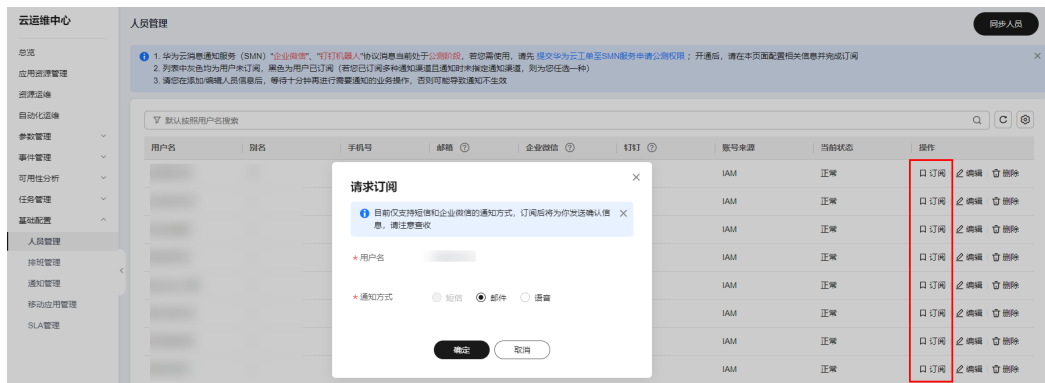 云运维中心
人员管理
同步人员
总览
应用资源管理
资源运维
自动化运维
参数管理
事件管理
可用性分析
任务管理
基础配置
人员管理
排班管理
通知管理
移动应用管理
SLA管理
1. 华为云消息通知服务（SMN）"企业微信"、"钉钉机器人"协议消息当前处于公测阶段，若您需使用，请先 提交华为云工单至SMN服务申请公测权限 ；开通后，请在本页面配置相关信息并完成订阅
2. 列表中灰色均为用户未订阅，黑色为用户已订阅（若您已订阅多种通知渠道且通知时未指定通知渠道，则为您任选一种）
3. 请您在添加/编辑人员信息后，等待十分钟再进行需要通知的业务操作，否则可能导致通知不生效
默认按照用户名搜索
用户名 别名 手机号 邮箱 企业微信 钉钉 账号来源 当前状态 操作
IAM 正常 订阅 编辑 删除
IAM 正常 订阅 编辑 删除
IAM 正常 订阅 编辑 删除
IAM 正常 订阅 编辑 删除
IAM 正常 订阅 编辑 删除
IAM 正常 订阅 编辑 删除
IAM 正常 订阅 编辑 删除
IAM 正常 订阅 编辑 删除
请求订阅
目前仅支持短信和企业微信的通知方式，订阅后将为你发送确认信
息，请注意查收
* 用户名
* 通知方式 短信 邮件 语音
确定 取消